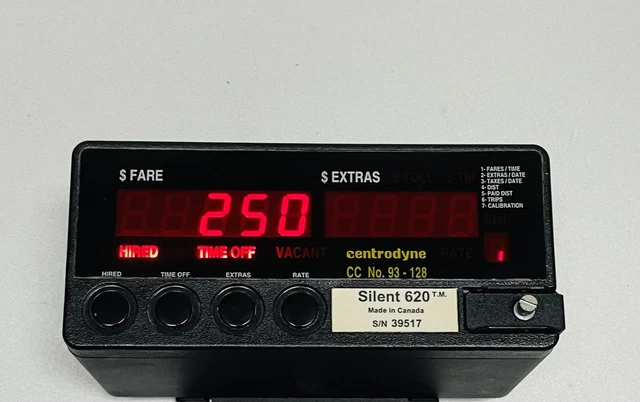 $ FARE
$ EXTRAS
$ TOLL
1- FARES / TIME
2- EXTRAS / DATE
3- TAXES / DATE
4- DIST
5- PAID DIST
6- TRIPS
7- CALIBRATION
250
HIRED TIME OFF VACANT
centrodyne
RATE
1
CC No. 93 - 128
HIRED TIME OFF EXTRAS RATE
Silent 620 T.M.
Made in Canada
S/N 39517